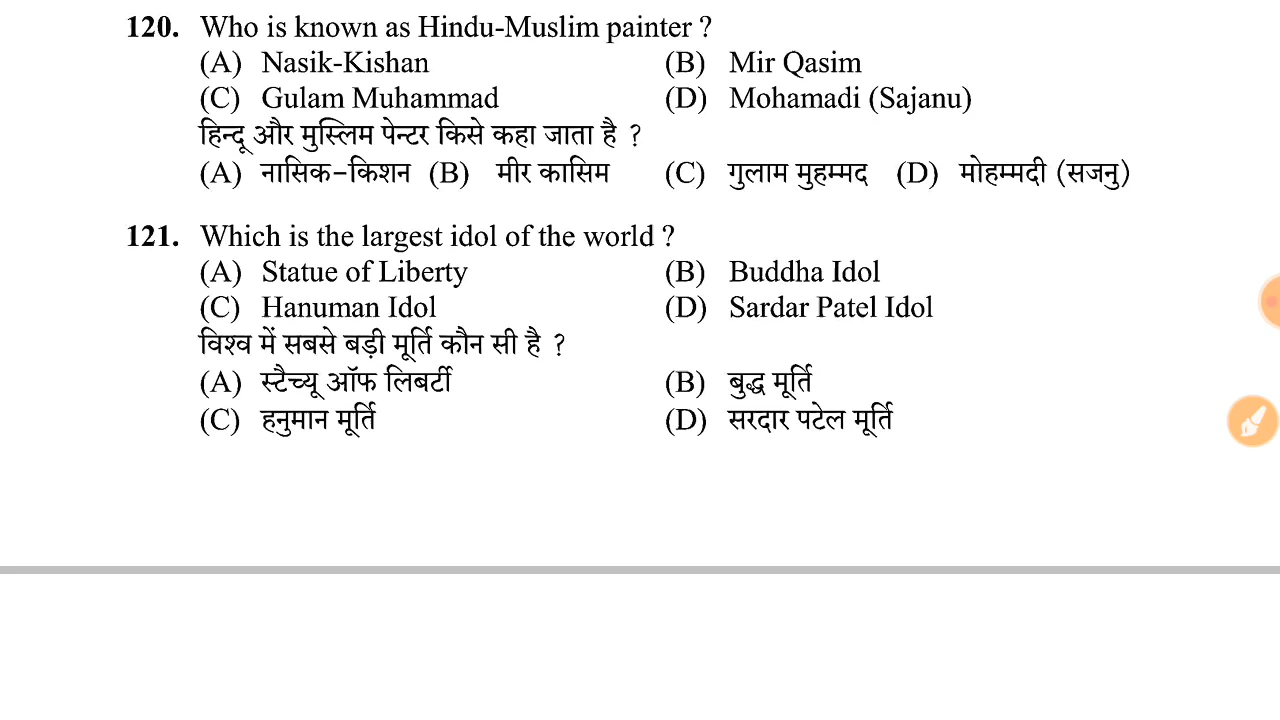 120. Who is known as Hindu-Muslim painter ?
(A) Nasik-Kishan (B) Mir Qasim
(C) Gulam Muhammad (D) Mohamadi (Sajanu)
हिन्दू और मुस्लिम पेन्टर किसे कहा जाता है ?
(A) नासिक-किशन (B) मीर कासिम (C) गुलाम मुहम्मद (D) मोहम्मदी (सजनु)
121. Which is the largest idol of the world ?
(A) Statue of Liberty (B) Buddha Idol
(C) Hanuman Idol (D) Sardar Patel Idol
विश्व में सबसे बड़ी मूर्ति कौन सी है ?
(A) स्टैच्यू ऑफ लिबर्टी (B) बुद्ध मूर्ति
(C) हनुमान मूर्ति (D) सरदार पटेल मूर्ति